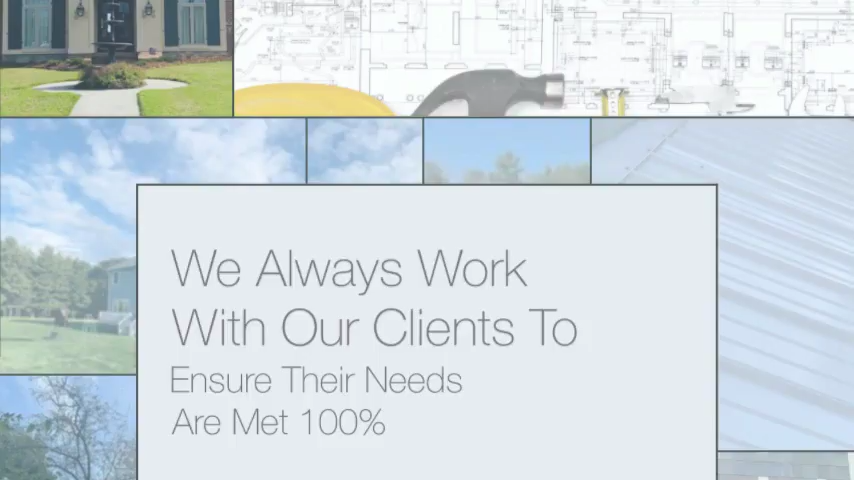 We Always Work
With Our Clients To
Ensure Their Needs
Are Met 100%